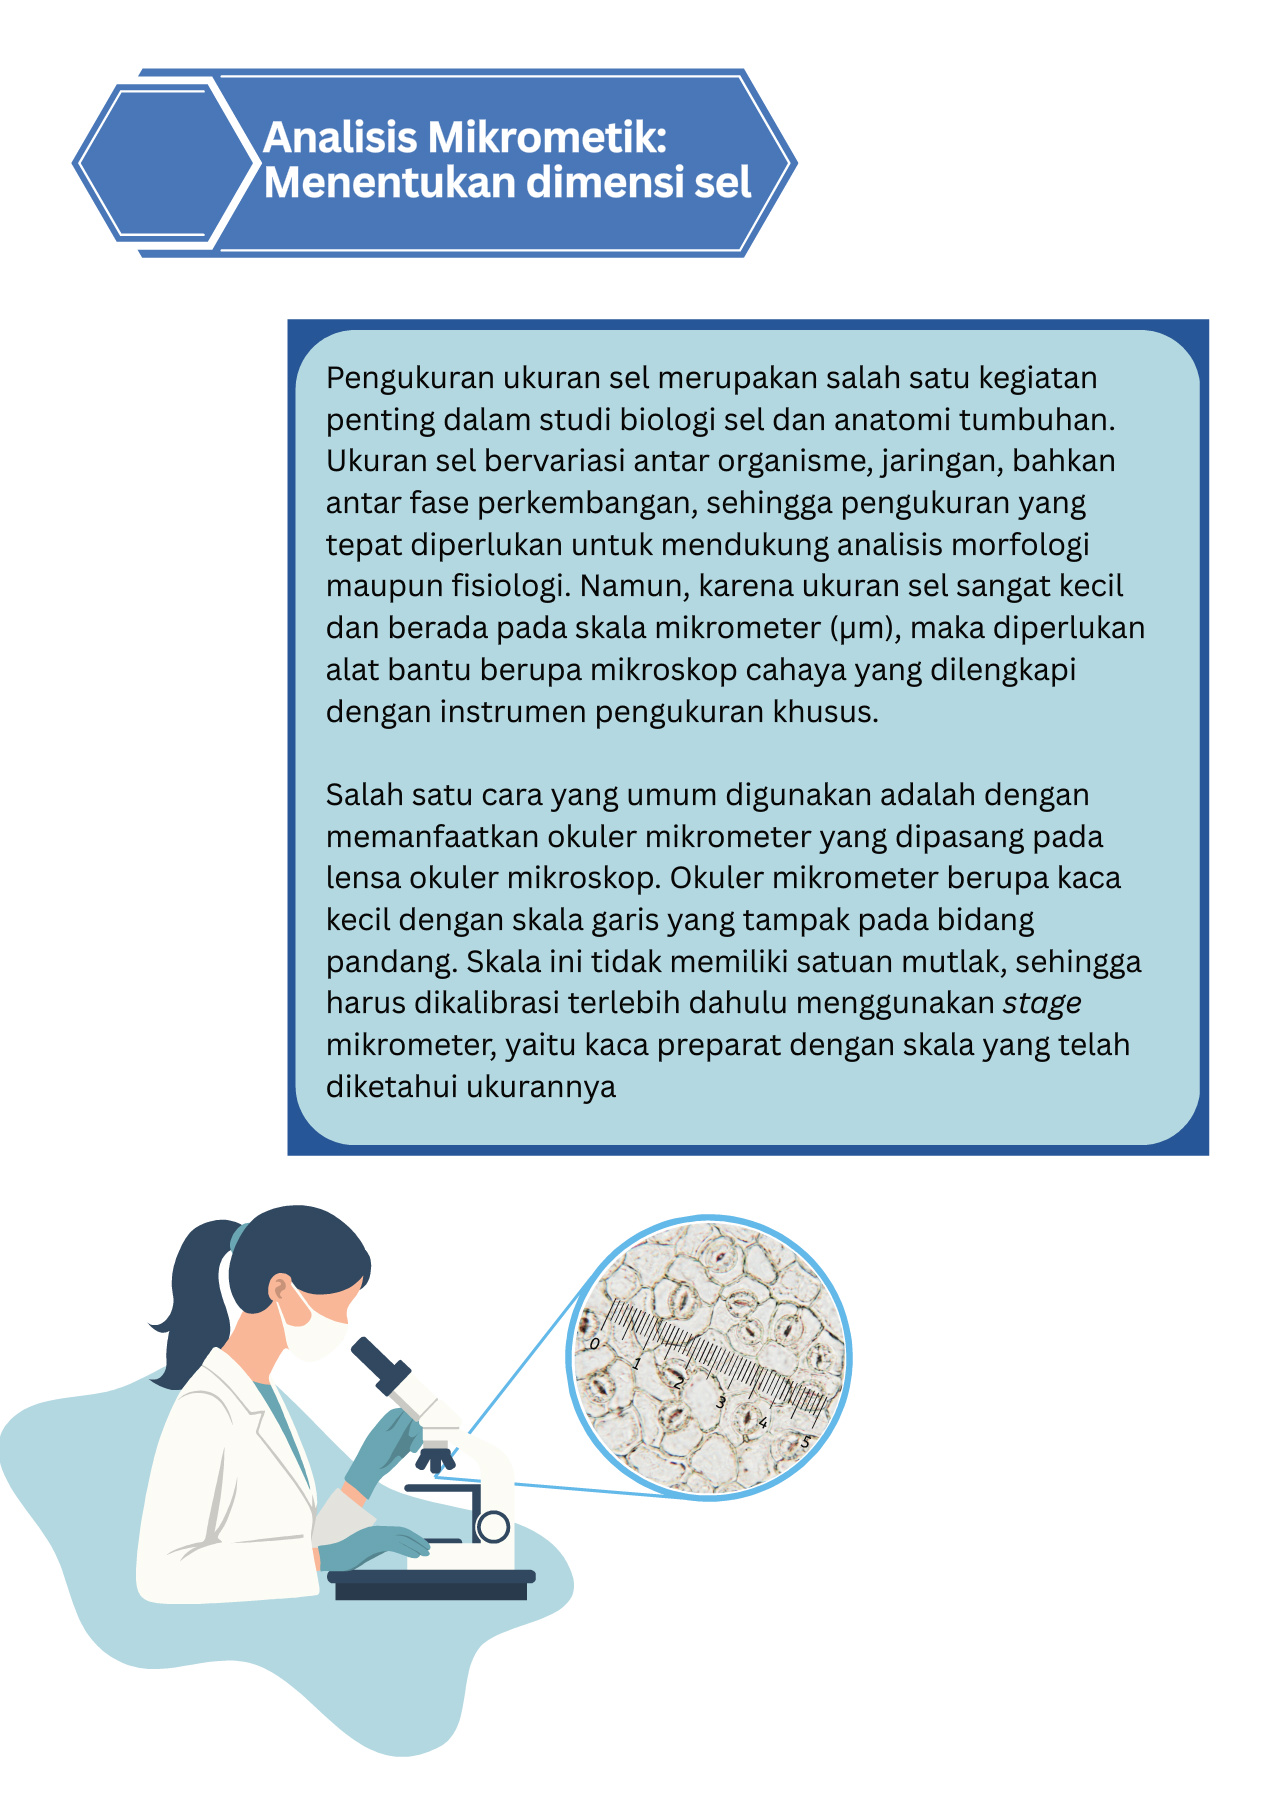 Analisis Mikrometik:
Menentukan dimensi sel
Pengukuran ukuran sel merupakan salah satu kegiatan
penting dalam studi biologi sel dan anatomi tumbuhan.
Ukuran sel bervariasi antar organisme, jaringan, bahkan
antar fase perkembangan, sehingga pengukuran yang
tepat diperlukan untuk mendukung analisis morfologi
maupun fisiologi. Namun, karena ukuran sel sangat kecil
dan berada pada skala mikrometer (µm), maka diperlukan
alat bantu berupa mikroskop cahaya yang dilengkapi
dengan instrumen pengukuran khusus.
Salah satu cara yang umum digunakan adalah dengan
memanfaatkan okuler mikrometer yang dipasang pada
lensa okuler mikroskop. Okuler mikrometer berupa kaca
kecil dengan skala garis yang tampak pada bidang
pandang. Skala ini tidak memiliki satuan mutlak, sehingga
harus dikalibrasi terlebih dahulu menggunakan stage
mikrometer, yaitu kaca preparat dengan skala yang telah
diketahui ukurannya
0 1 2 3 4 5